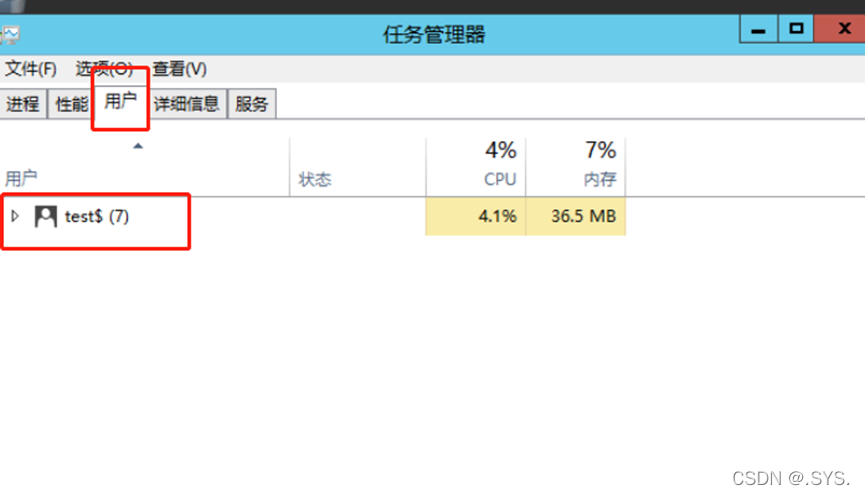 任务管理器
文件(F) 选项(O) 查看(V)
进程 性能 用户 详细信息 服务
4% 7%
用户 状态 CPU 内存
test$ (7) 4.1% 36.5 MB
CSDN @.SYS.